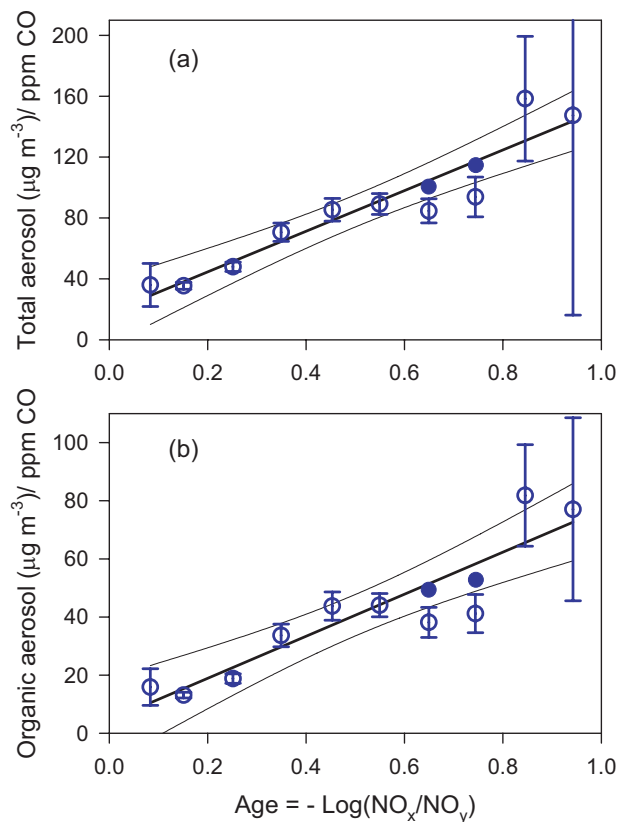 (a)
Total aerosol (μg m⁻³)/ ppm CO
200
160
120
80
40
0
0.0 0.2 0.4 0.6 0.8 1.0
(b)
Organic aerosol (μg m⁻³)/ ppm CO
100
80
60
40
20
0
0.0 0.2 0.4 0.6 0.8 1.0
Age = - Log(NOₓ/NOᵧ)